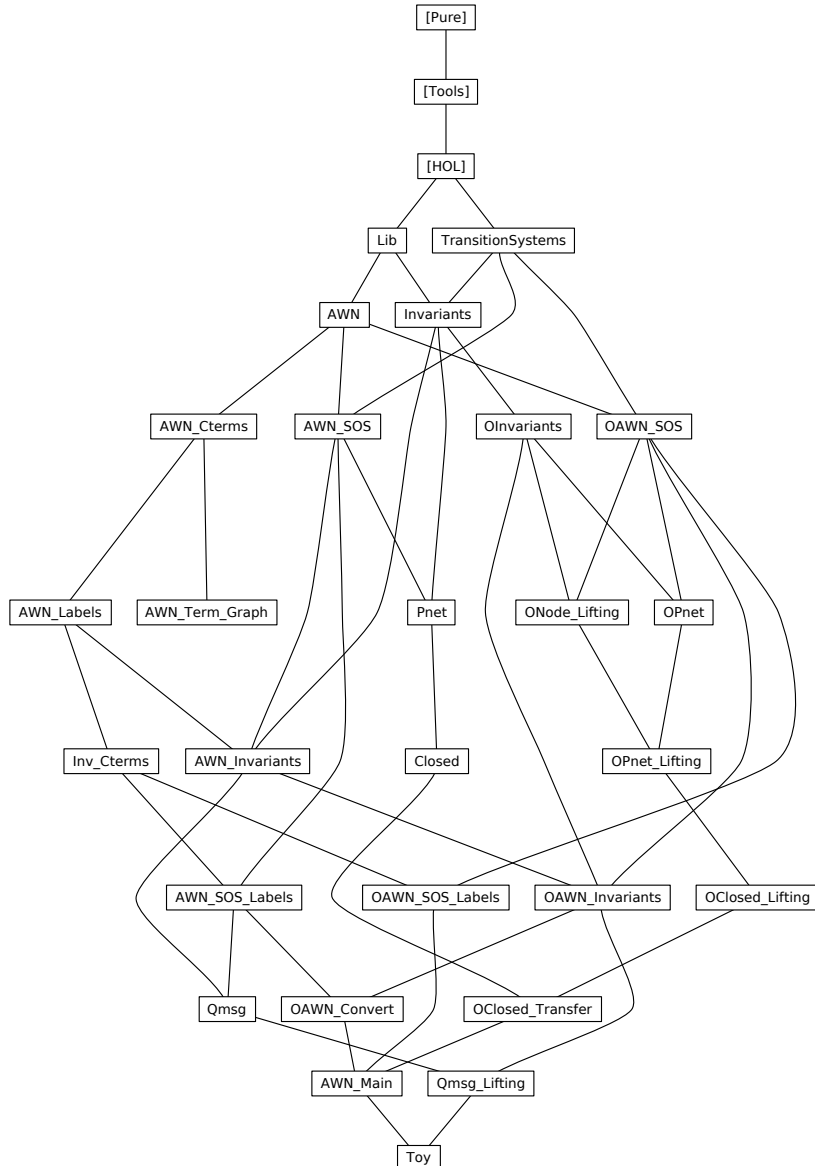 [Pure]
[Tools]
[HOL]
Lib
TransitionSystems
AWN
Invariants
AWN_Cterms
AWN_SOS
OInvariants
OAWN_SOS
AWN_Labels
AWN_Term_Graph
Pnet
ONode_Lifting
OPnet
Inv_Cterms
AWN_Invariants
Closed
OPnet_Lifting
AWN_SOS_Labels
OAWN_SOS_Labels
OAWN_Invariants
OClosed_Lifting
Qmsg
OAWN_Convert
OClosed_Transfer
AWN_Main
Qmsg_Lifting
Toy